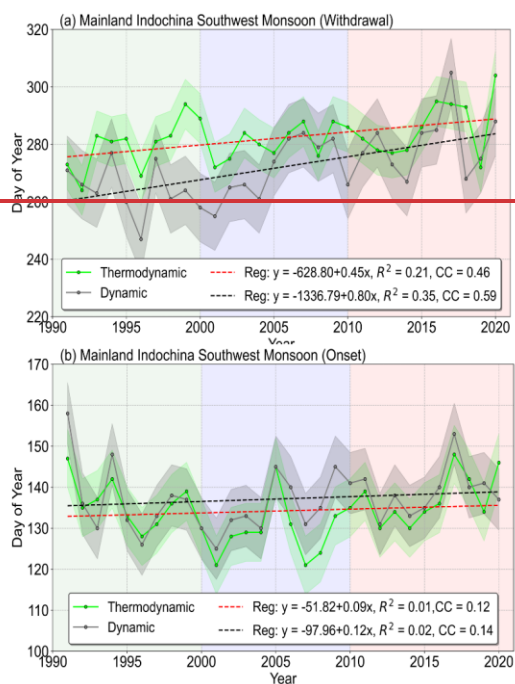 (a) Mainland Indochina Southwest Monsoon (Withdrawal)
320
300
280
260
240
220
Day of Year
Thermodynamic
Dynamic
Reg: y = -628.80+0.45x, R² = 0.21, CC = 0.46
Reg: y = -1336.79+0.80x, R² = 0.35, CC = 0.59
1990 1995 2000 2005 2010 2015 2020
Year
(b) Mainland Indochina Southwest Monsoon (Onset)
170
160
150
140
130
120
110
100
Day of Year
Thermodynamic
Dynamic
Reg: y = -51.82+0.09x, R² = 0.01,CC = 0.12
Reg: y = -97.96+0.12x, R² = 0.02, CC = 0.14
1990 1995 2000 2005 2010 2015 2020
Year